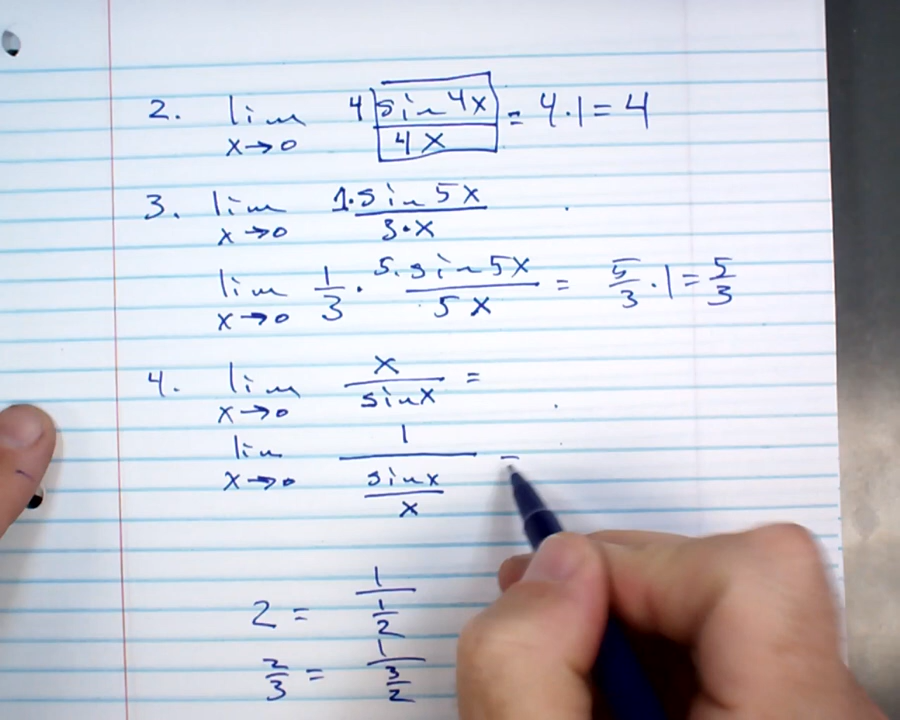 2. lim x→0 4 sin 4x / 4x = 4·1 = 4
3. lim x→0 1·sin 5x / 3·x
lim x→0 1/3 · 5·sin 5x / 5x = 5/3 · 1 = 5/3
4. lim x→0 x / sin x =
lim x→0 1 / (sin x / x) =
2 = 1 / (1/2)
2/3 = 1 / (3/2)